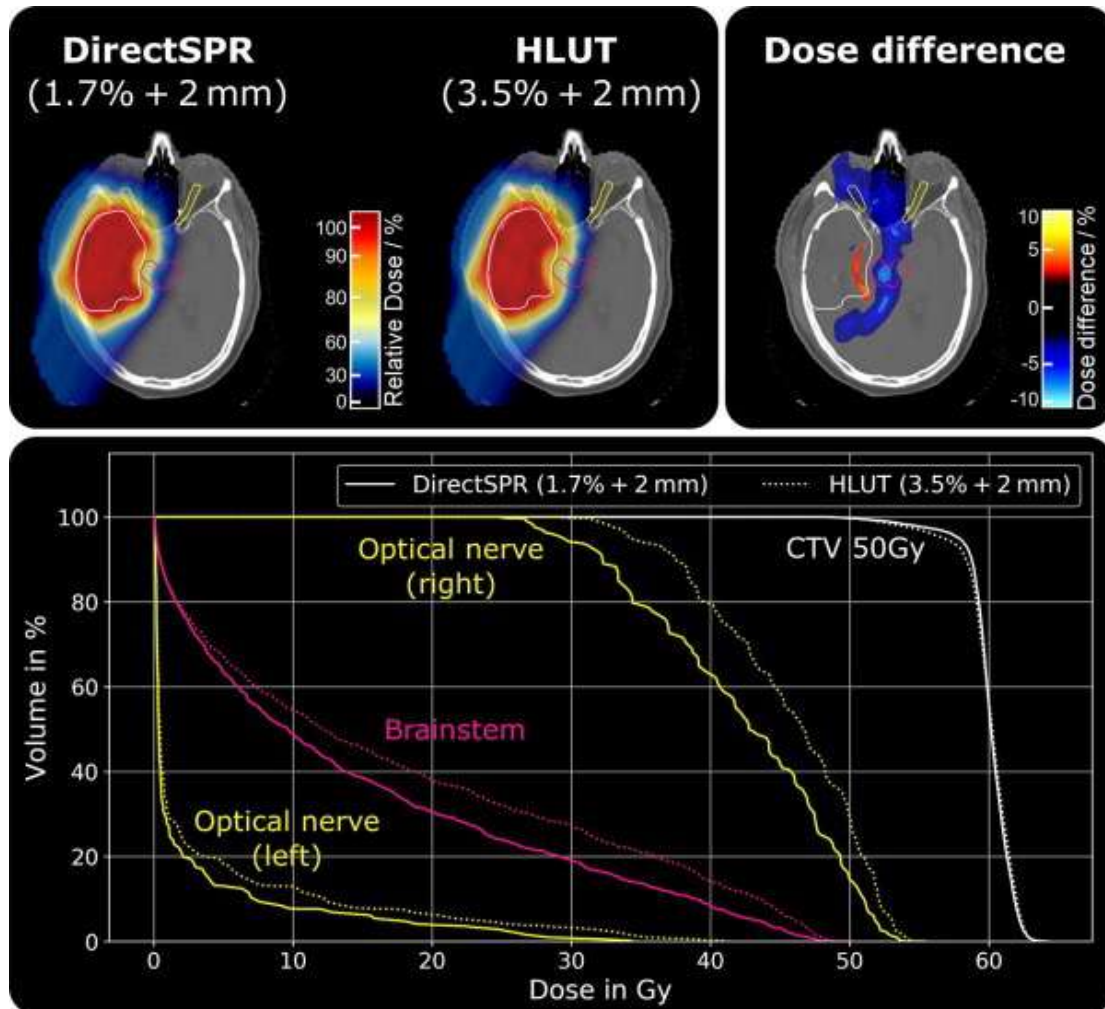 DirectSPR
(1.7% + 2 mm)
HLUT
(3.5% + 2 mm)
Dose difference
100
90
80
60
30
0
Relative Dose / %
10
5
0
-5
-10
Dose difference / %
DirectSPR (1.7% + 2 mm)
HLUT (3.5% + 2 mm)
100
80
60
40
20
0
Volume in %
Optical nerve
(right)
CTV 50Gy
Brainstem
Optical nerve
(left)
0
10
20
30
40
50
60
Dose in Gy